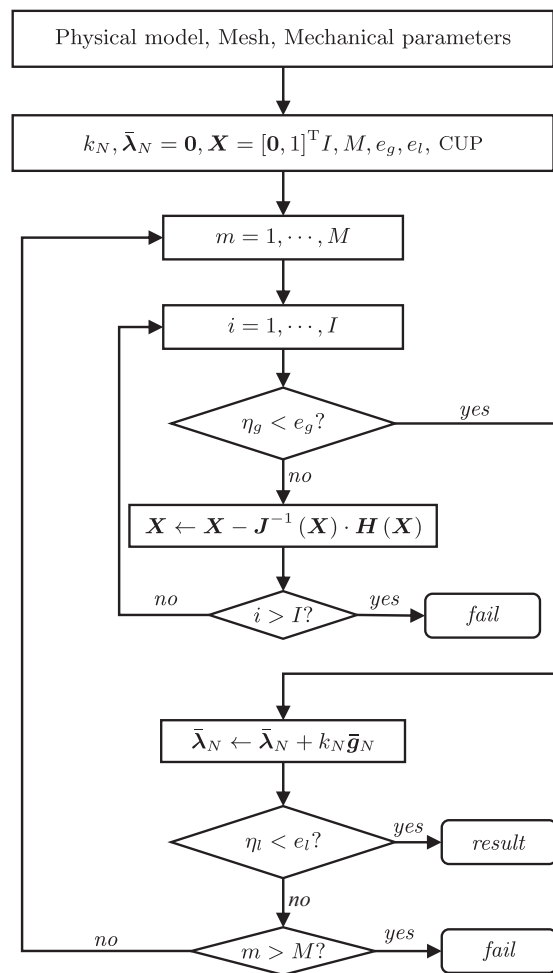 Physical model, Mesh, Mechanical parameters
k_N, λ̄_N = 0, X = [0, 1]^T I, M, e_g, e_l, CUP
m = 1, ⋯, M
i = 1, ⋯, I
η_g < e_g?
yes
no
X ← X − J^{−1} (X) · H (X)
no
i > I?
yes
fail
λ̄_N ← λ̄_N + k_N ḡ_N
η_l < e_l?
yes
result
no
no
m > M?
yes
fail